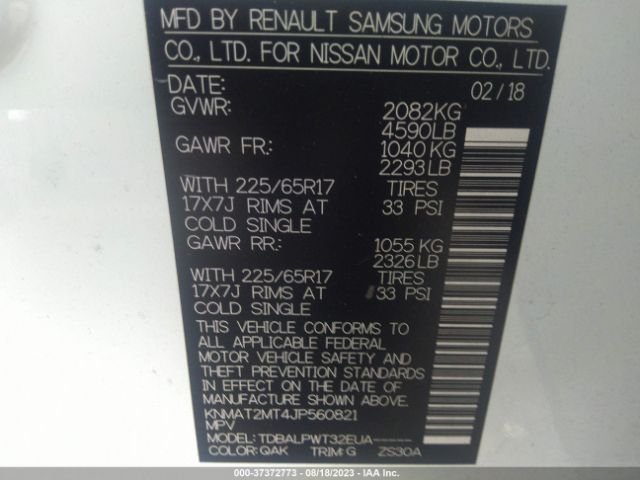 MFD BY RENAULT SAMSUNG MOTORS
CO., LTD. FOR NISSAN MOTOR CO., LTD.
DATE: 02/18
GVWR: 2082KG
4590LB
GAWR FR.: 1040KG
2293LB
WITH 225/65R17 TIRES
17X7J RIMS AT 33 PSI
COLD SINGLE
GAWR RR.: 1055 KG
2326LB
WITH 225/65R17 TIRES
17X7J RIMS AT 33 PSI
COLD SINGLE
THIS VEHICLE CONFORMS TO
ALL APPLICABLE FEDERAL
MOTOR VEHICLE SAFETY AND
THEFT PREVENTION STANDARDS
IN EFFECT ON THE DATE OF
MANUFACTURE SHOWN ABOVE.
KNMAT2MT4JP560821
MPV
MODEL: TDBALPWT32EUA-----
COLOR: QAK TRIM: G ZS30A
000-37372773 - 08/18/2023 - IAA, Inc.